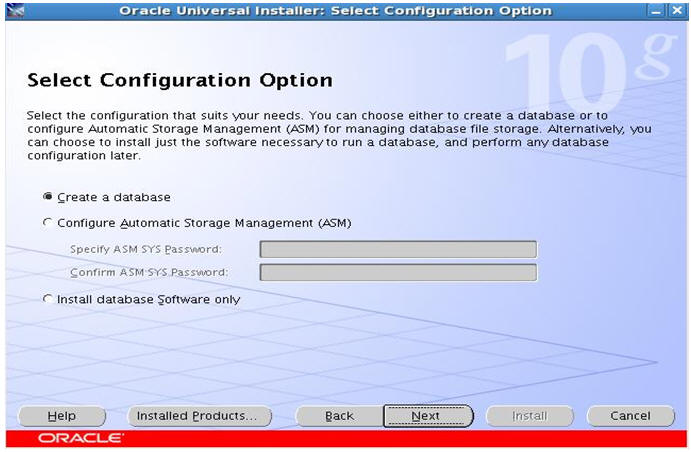 Oracle Universal Installer: Select Configuration Option
10g
Select Configuration Option
Select the configuration that suits your needs. You can choose either to create a database or to
configure Automatic Storage Management (ASM) for managing database file storage. Alternatively, you
can choose to install just the software necessary to run a database, and perform any database
configuration later.
Create a database
Configure Automatic Storage Management (ASM)
Specify ASM SYS Password:
Confirm ASM SYS Password:
Install database Software only
Help Installed Products... Back Next Install Cancel
ORACLE